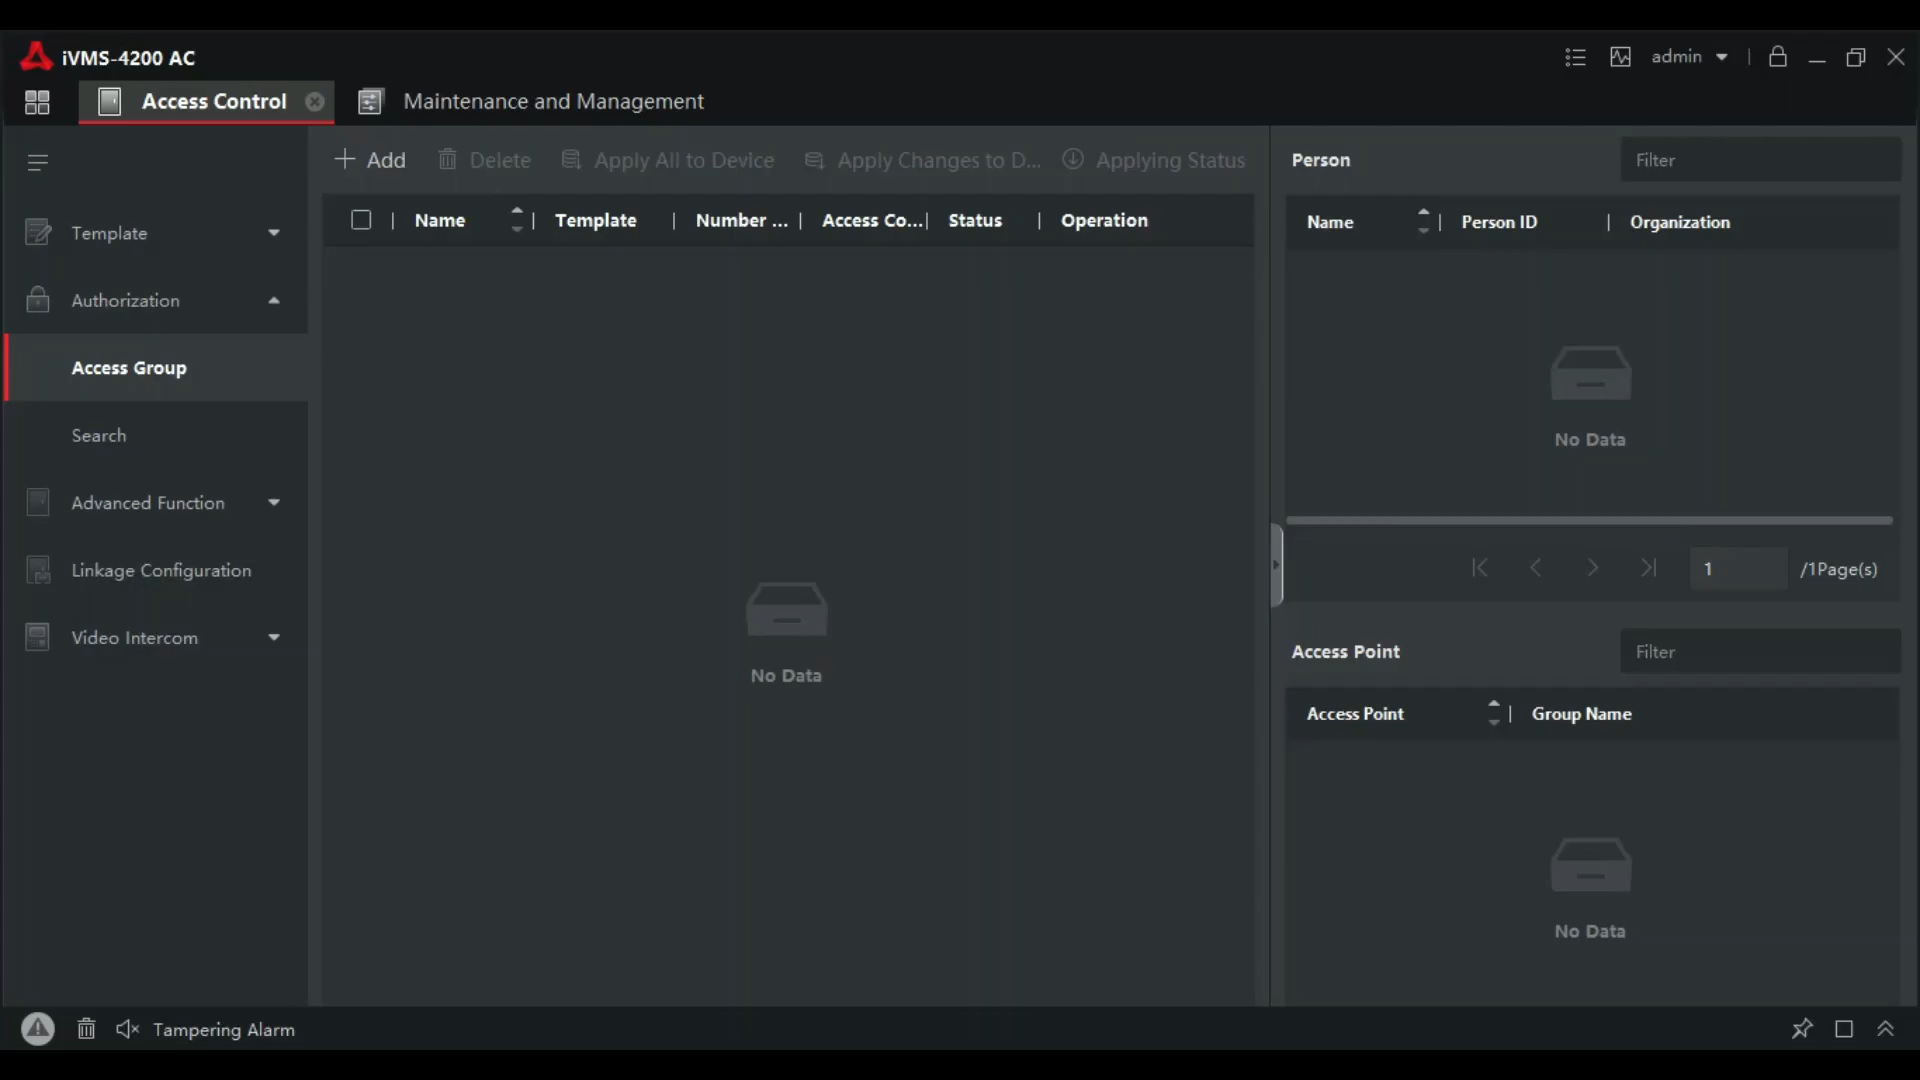 iVMS-4200 AC
admin
Access Control
Maintenance and Management
Add
Delete
Apply All to Device
Apply Changes to D...
Applying Status
Name
Template
Number ...
Access Co...
Status
Operation
No Data
Template
Authorization
Access Group
Search
Advanced Function
Linkage Configuration
Video Intercom
Person
Filter
Name
Person ID
Organization
No Data
1
/1Page(s)
Access Point
Filter
Access Point
Group Name
No Data
Tampering Alarm